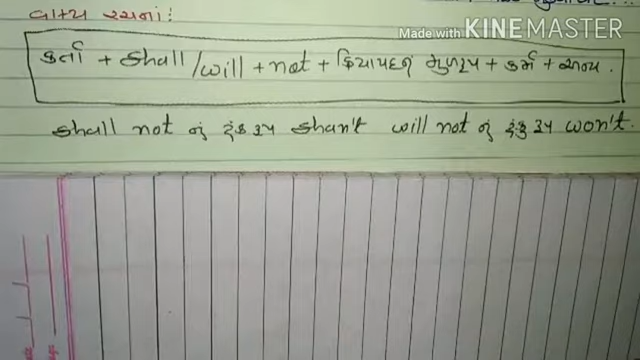 વાક્ય રચના :
Made with KINEMASTER
કર્તા + shall / will + not + ક્રિયાપદનું મુળરૂપ + કર્મ + અન્ય .
shall not નું ટુંકુ રૂપ shan't will not નું ટુંકુ રૂપ won't.